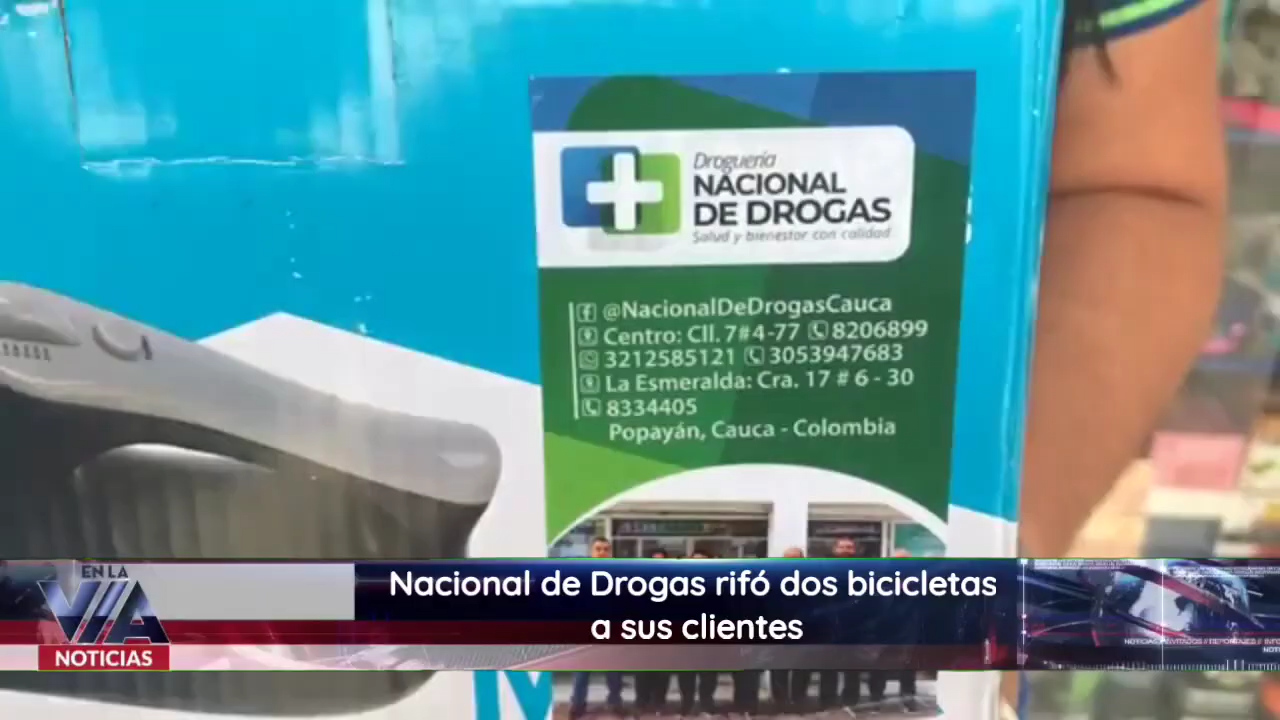 Droguería
NACIONAL
DE DROGAS
Salud y bienestar con calidad
@NacionalDeDrogasCauca
Centro: Cll. 7#4-77 8206899
3212585121 3053947683
La Esmeralda: Cra. 17 # 6 - 30
8334405
Popayán, Cauca - Colombia
EN LA
VIA
NOTICIAS
Nacional de Drogas rifó dos bicicletas
a sus clientes